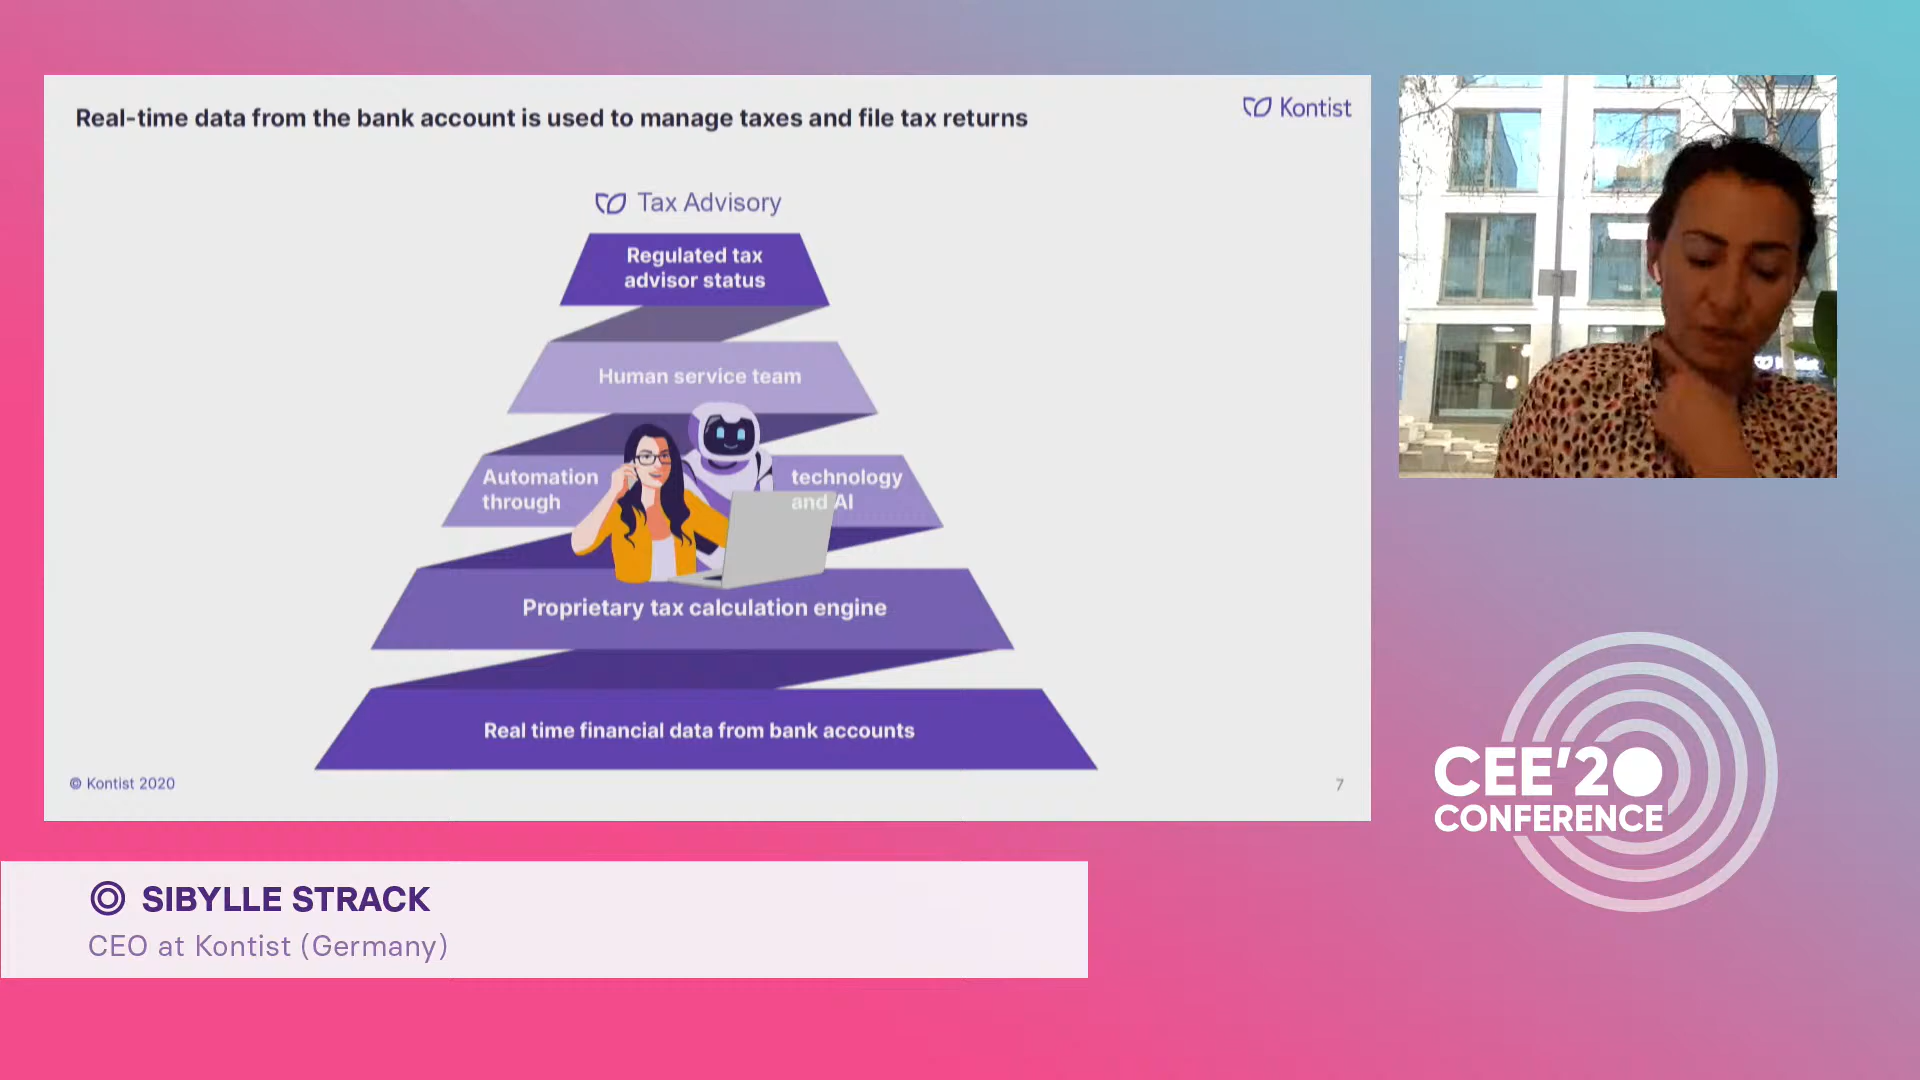 Real-time data from the bank account is used to manage taxes and file tax returns
Kontist
Tax Advisory
Regulated tax
advisor status
Human service team
Automation
through
technology
and AI
Proprietary tax calculation engine
Real time financial data from bank accounts
© Kontist 2020
7
CEE'20
CONFERENCE
SIBYLLE STRACK
CEO at Kontist (Germany)